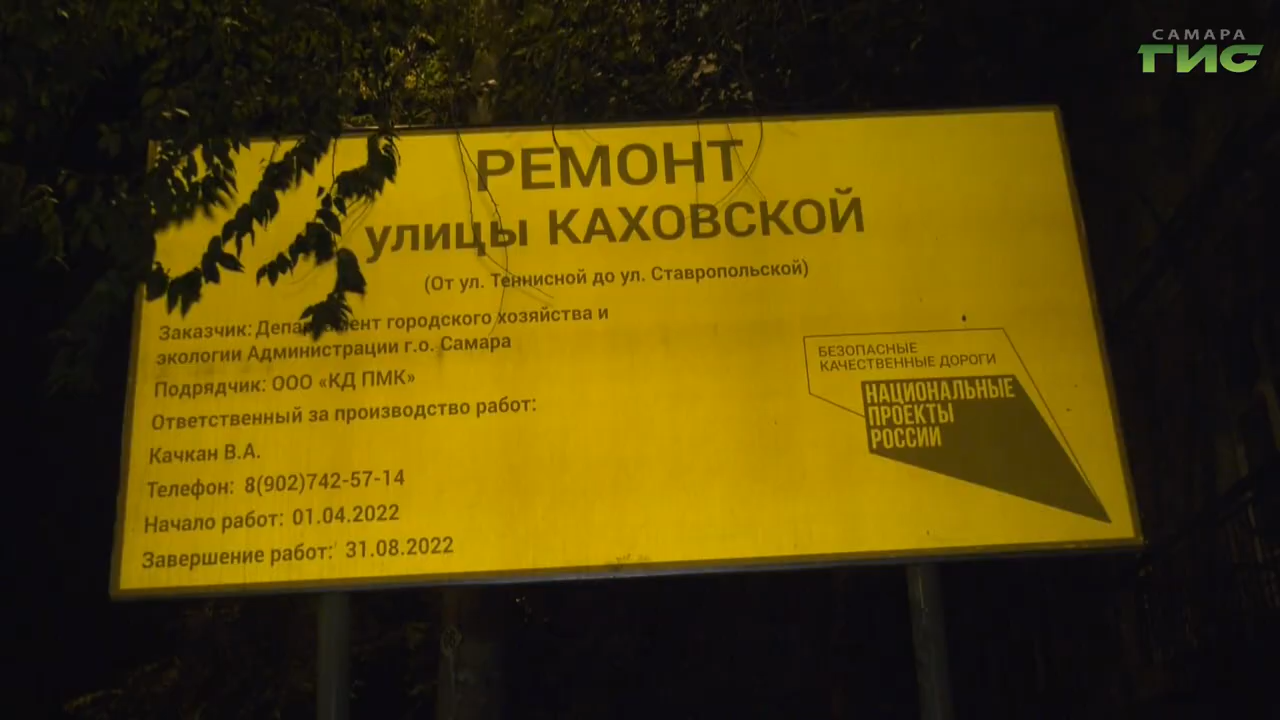 САМАРА
ГИС
РЕМОНТ
улицы КАХОВСКОЙ
(От ул. Теннисной до ул. Ставропольской)
Заказчик: Департамент городского хозяйства и
экологии Администрации г.о. Самара
Подрядчик: ООО «КД ПМК»
Ответственный за производство работ:
Качкан В.А.
Телефон: 8(902)742-57-14
Начало работ: 01.04.2022
Завершение работ: 31.08.2022
БЕЗОПАСНЫЕ
КАЧЕСТВЕННЫЕ ДОРОГИ
НАЦИОНАЛЬНЫЕ
ПРОЕКТЫ
РОССИИ